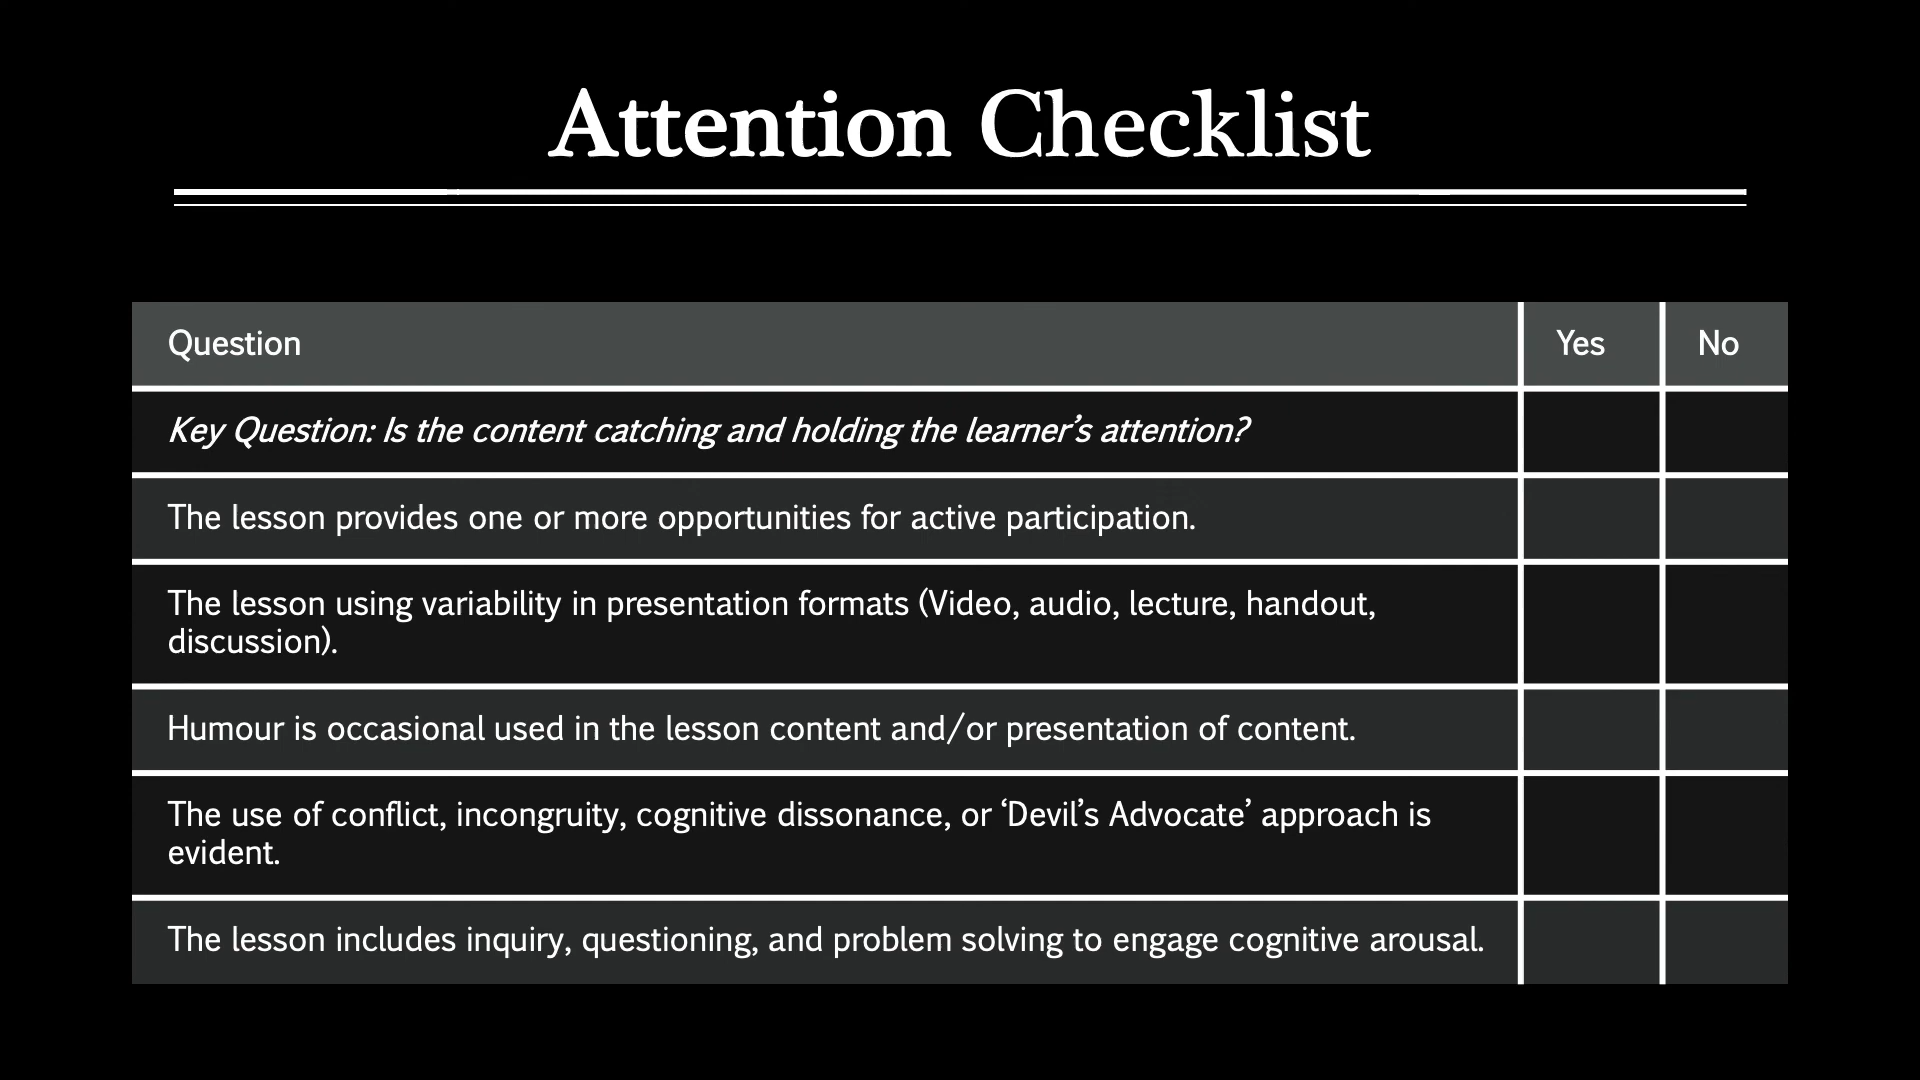 Attention Checklist
Question Yes No
Key Question: Is the content catching and holding the learner’s attention?
The lesson provides one or more opportunities for active participation.
The lesson using variability in presentation formats (Video, audio, lecture, handout,
discussion).
Humour is occasional used in the lesson content and/or presentation of content.
The use of conflict, incongruity, cognitive dissonance, or ‘Devil’s Advocate’ approach is
evident.
The lesson includes inquiry, questioning, and problem solving to engage cognitive arousal.